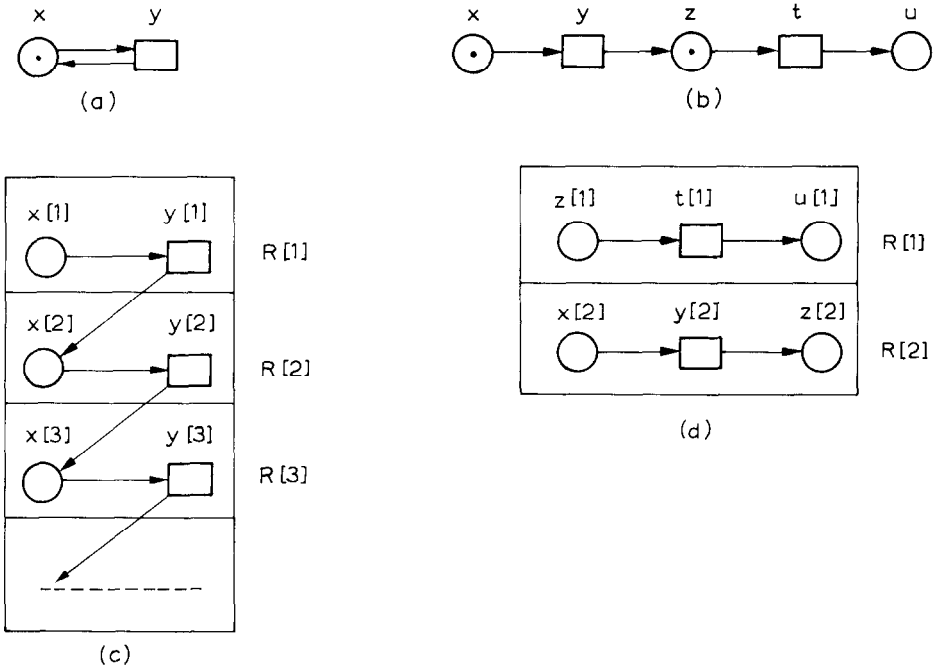 x y
(a)
x y z t u
(b)
x[1] y[1]
R[1]
x[2] y[2]
R[2]
x[3] y[3]
R[3]
(c)
z[1] t[1] u[1]
R[1]
x[2] y[2] z[2]
R[2]
(d)